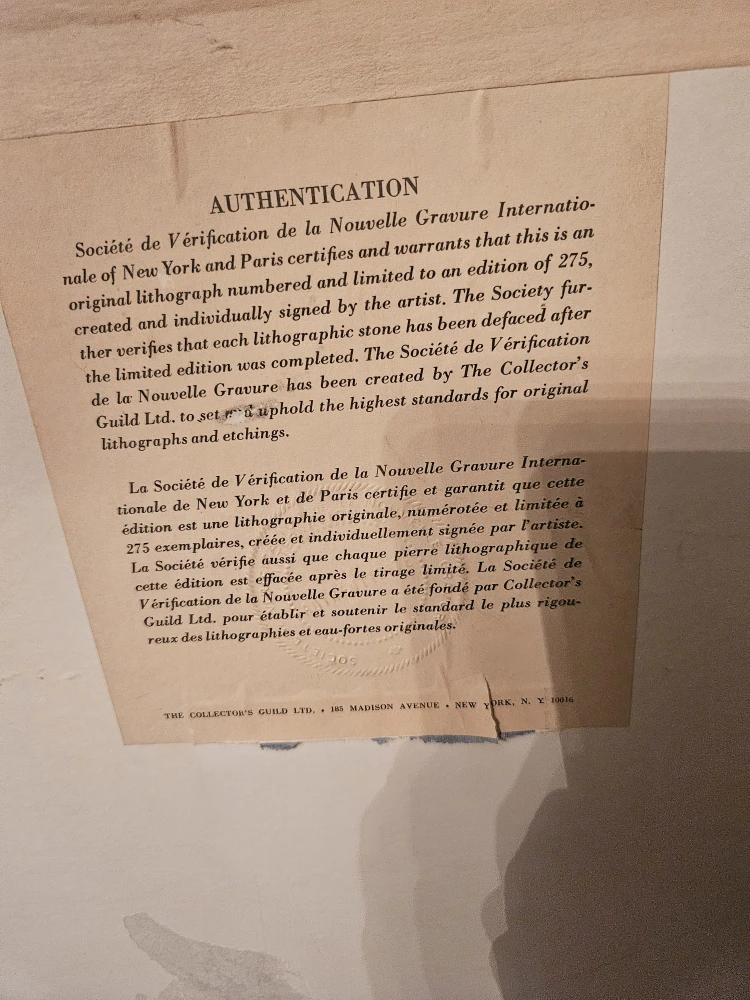 AUTHENTICATION
Société de Vérification de la Nouvelle Gravure Internatio-
nale of New York and Paris certifies and warrants that this is an
original lithograph numbered and limited to an edition of 275,
created and individually signed by the artist. The Society fur-
ther verifies that each lithographic stone has been defaced after
the limited edition was completed. The Société de Vérification
de la Nouvelle Gravure has been created by The Collector's
Guild Ltd. to set and uphold the highest standards for original
lithographs and etchings.
La Société de Vérification de la Nouvelle Gravure Interna-
tionale de New York et de Paris certifie et garantit que cette
édition est une lithographie originale, numérotée et limitée à
275 exemplaires, créée et individuellement signée par l'artiste.
La Société vérifie aussi que chaque pierre lithographique de
cette édition est effacée après le tirage limité. La Société de
Vérification de la Nouvelle Gravure a été fondé par Collector's
Guild Ltd. pour établir et soutenir le standard le plus rigou-
reux des lithographies et eau-fortes originales.
SOCIETE
THE COLLECTOR'S GUILD LTD. • 185 MADISON AVENUE • NEW YORK, N. Y. 10016